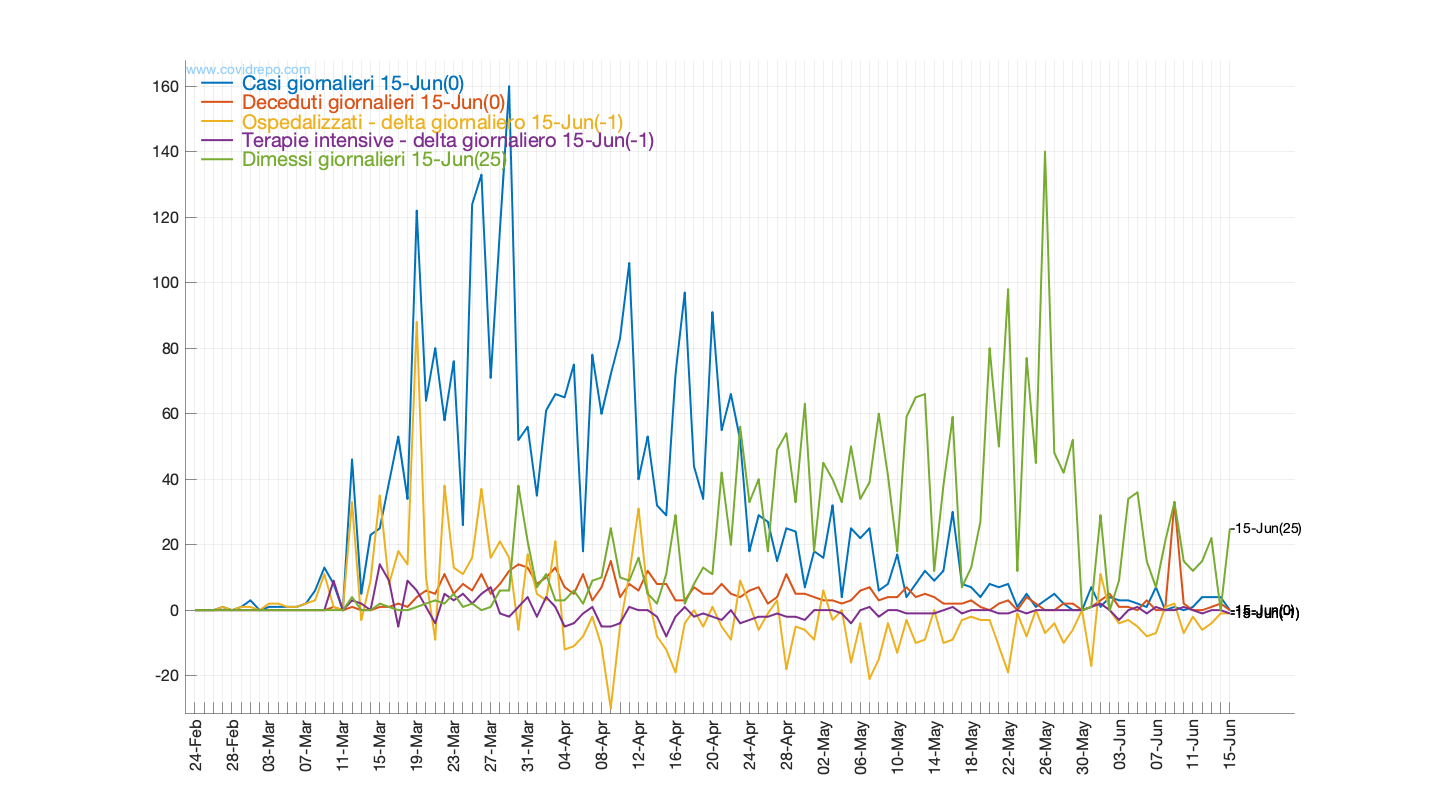 www.covidrepo.com
Casi giornalieri 15-Jun(0)
Deceduti giornalieri 15-Jun(0)
Ospedalizzati - delta giornaliero 15-Jun(-1)
Terapie intensive - delta giornaliero 15-Jun(-1)
Dimessi giornalieri 15-Jun(25)
160
140
120
100
80
60
40
20
0
-20
15-Jun(25)
24-Feb
28-Feb
03-Mar
07-Mar
11-Mar
15-Mar
19-Mar
23-Mar
27-Mar
31-Mar
04-Apr
08-Apr
12-Apr
16-Apr
20-Apr
24-Apr
28-Apr
02-May
06-May
10-May
14-May
18-May
22-May
26-May
30-May
03-Jun
07-Jun
11-Jun
15-Jun